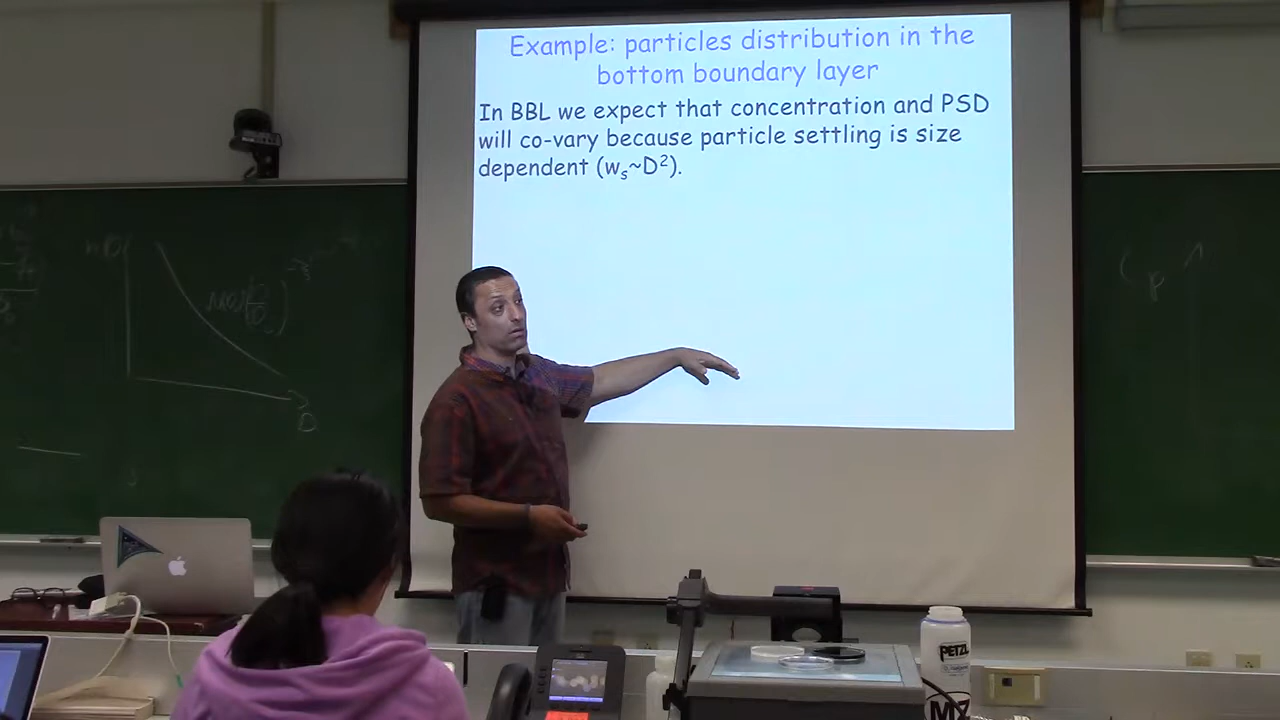 Example: particles distribution in the
bottom boundary layer
In BBL we expect that concentration and PSD
will co-vary because particle settling is size
dependent (wₛ~D²).
D
Cp
PETZL